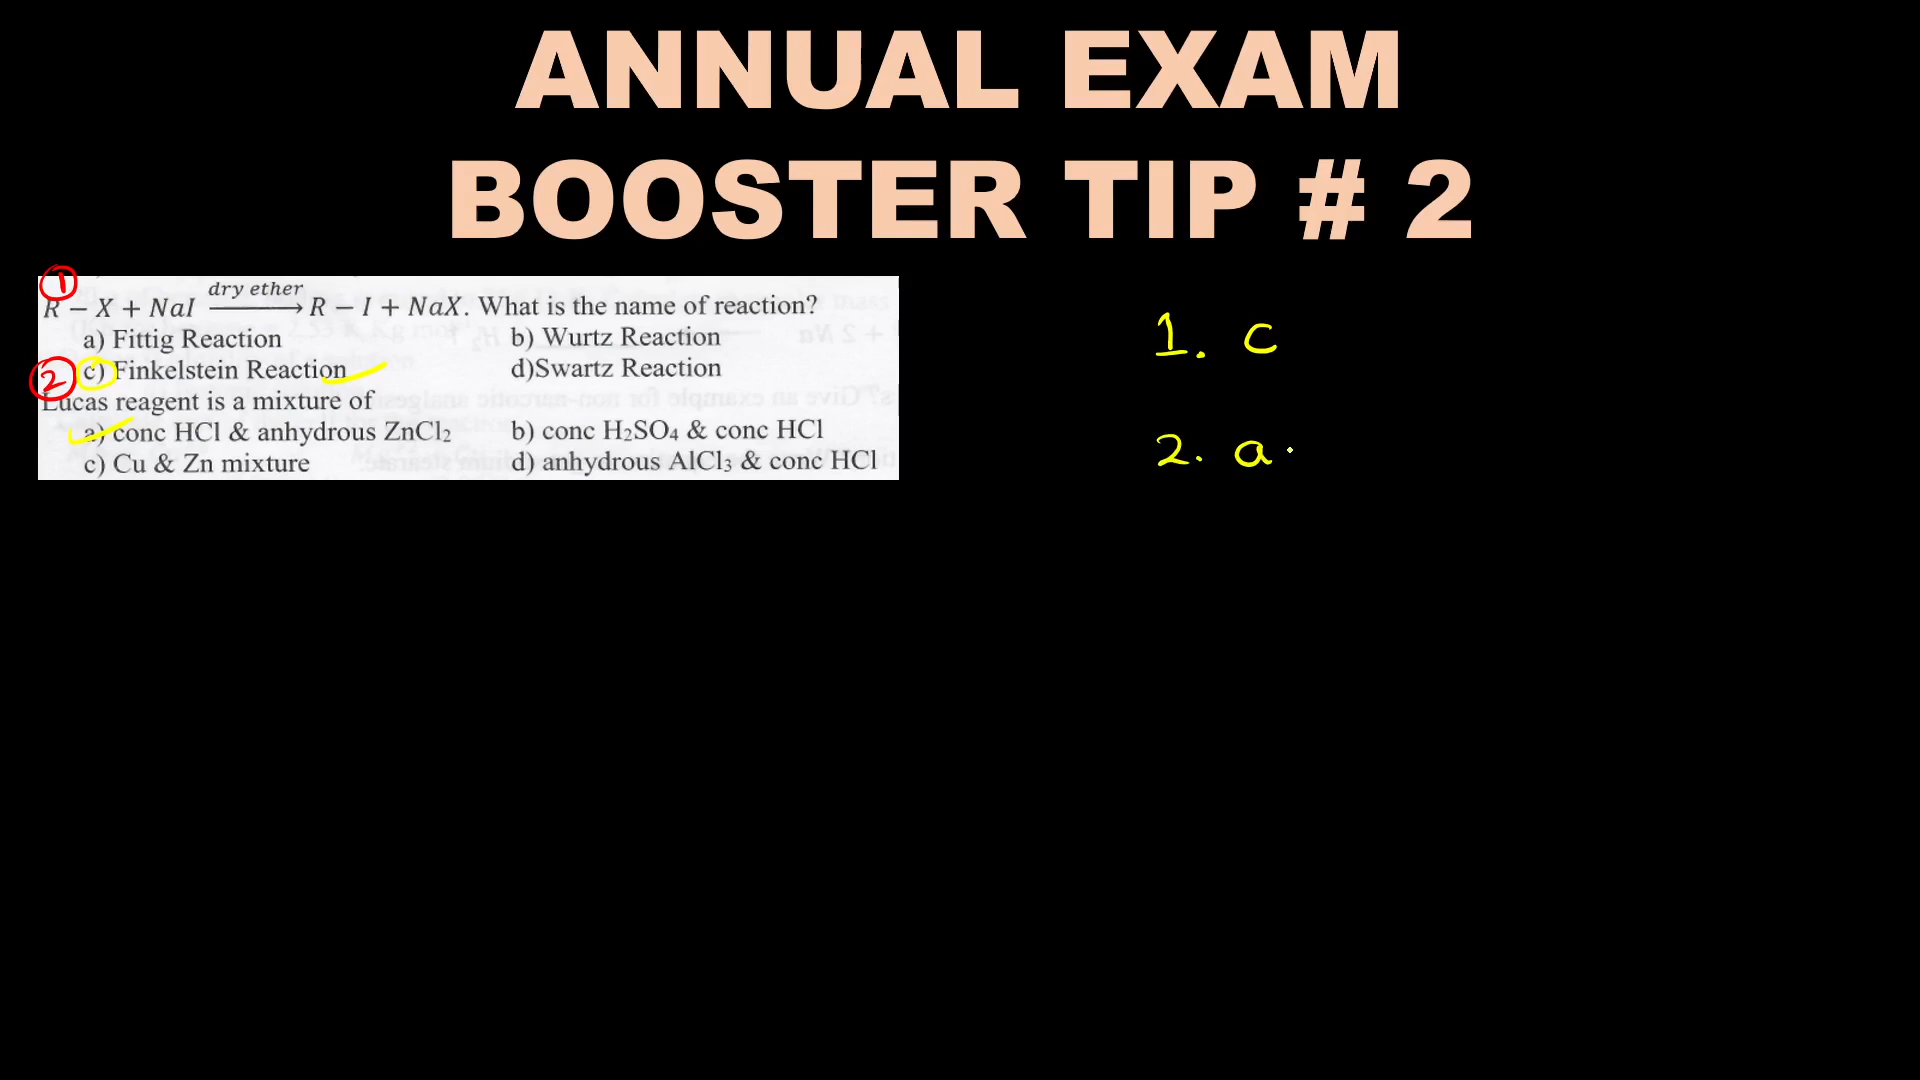 ANNUAL EXAM
BOOSTER TIP # 2
1
R − X + NaI dry ether → R − I + NaX. What is the name of reaction?
a) Fittig Reaction b) Wurtz Reaction
c) Finkelstein Reaction d)Swartz Reaction
2
Lucas reagent is a mixture of
a) conc HCl & anhydrous ZnCl₂ b) conc H₂SO₄ & conc HCl
c) Cu & Zn mixture d) anhydrous AlCl₃ & conc HCl
1. c
2. a